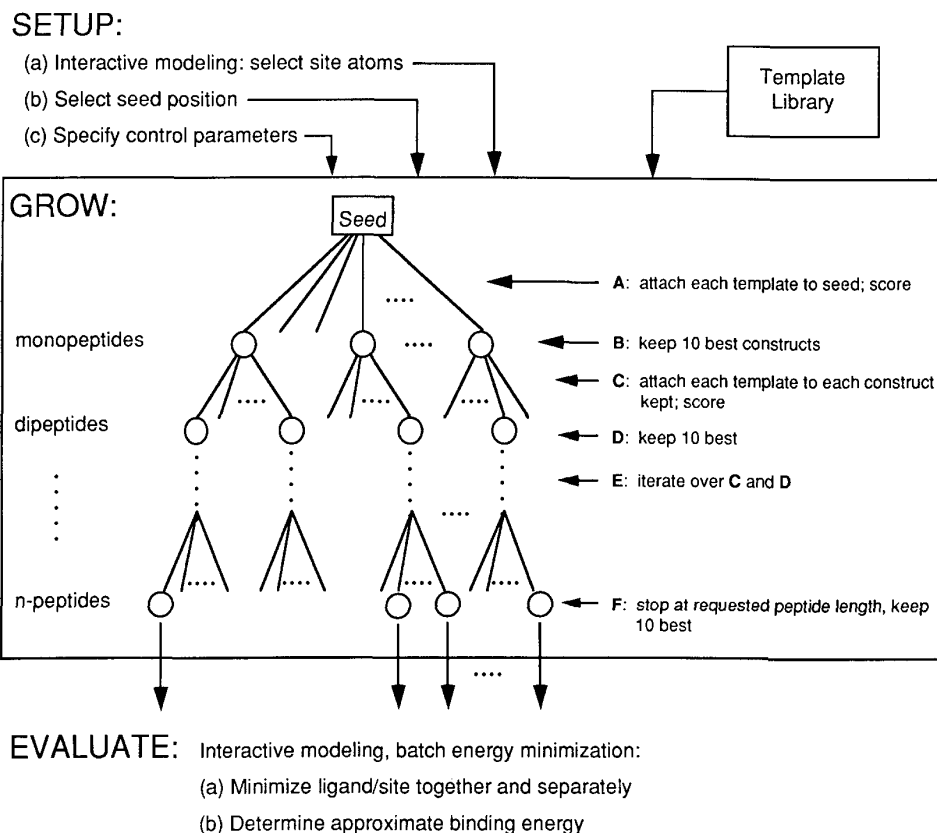 SETUP:
(a) Interactive modeling: select site atoms
(b) Select seed position
(c) Specify control parameters
Template
Library
GROW:
Seed
A: attach each template to seed; score
monopeptides
B: keep 10 best constructs
C: attach each template to each construct
kept; score
dipeptides
D: keep 10 best
E: iterate over C and D
n-peptides
F: stop at requested peptide length, keep
10 best
EVALUATE: Interactive modeling, batch energy minimization:
(a) Minimize ligand/site together and separately
(b) Determine approximate binding energy